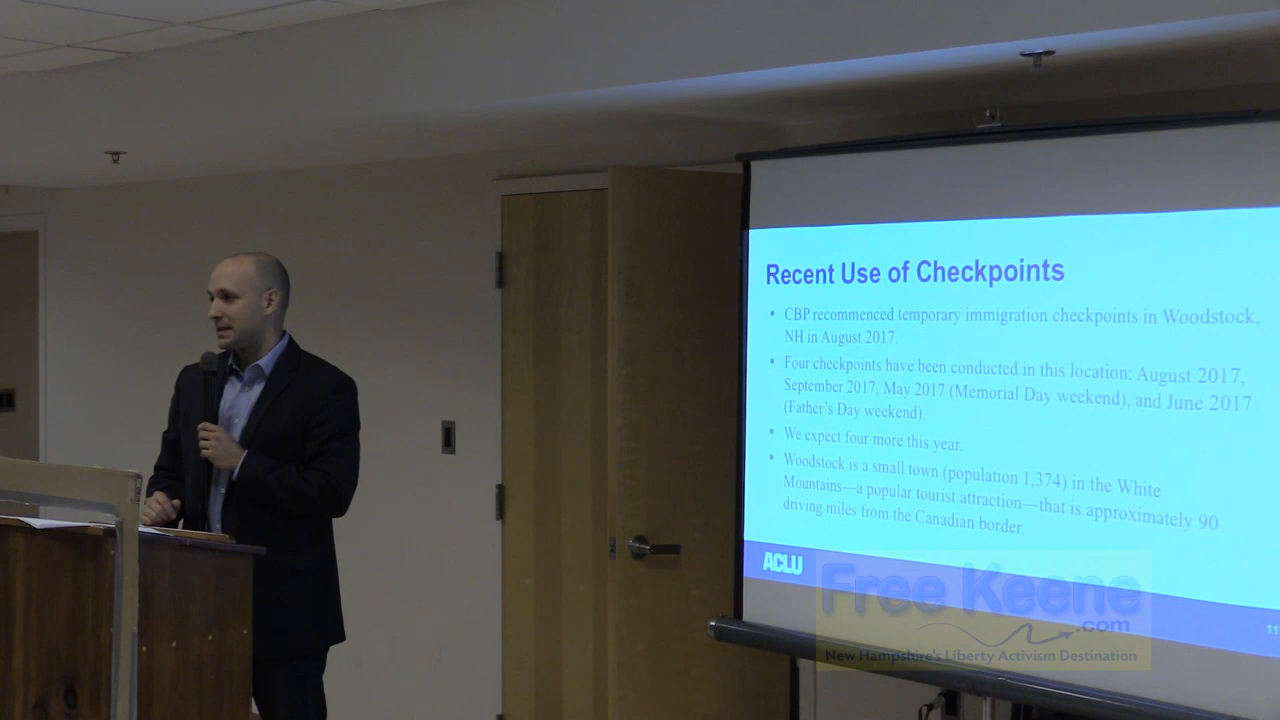 Recent Use of Checkpoints
▪ CBP recommenced temporary immigration checkpoints in Woodstock,
NH in August 2017.
▪ Four checkpoints have been conducted in this location: August 2017,
September 2017, May 2017 (Memorial Day weekend), and June 2017
(Father's Day weekend).
▪ We expect four more this year.
▪ Woodstock is a small town (population 1,374) in the White
Mountains—a popular tourist attraction—that is approximately 90
driving miles from the Canadian border.
ACLU
11
Free Keene
.com
New Hampshire's Liberty Activism Destination